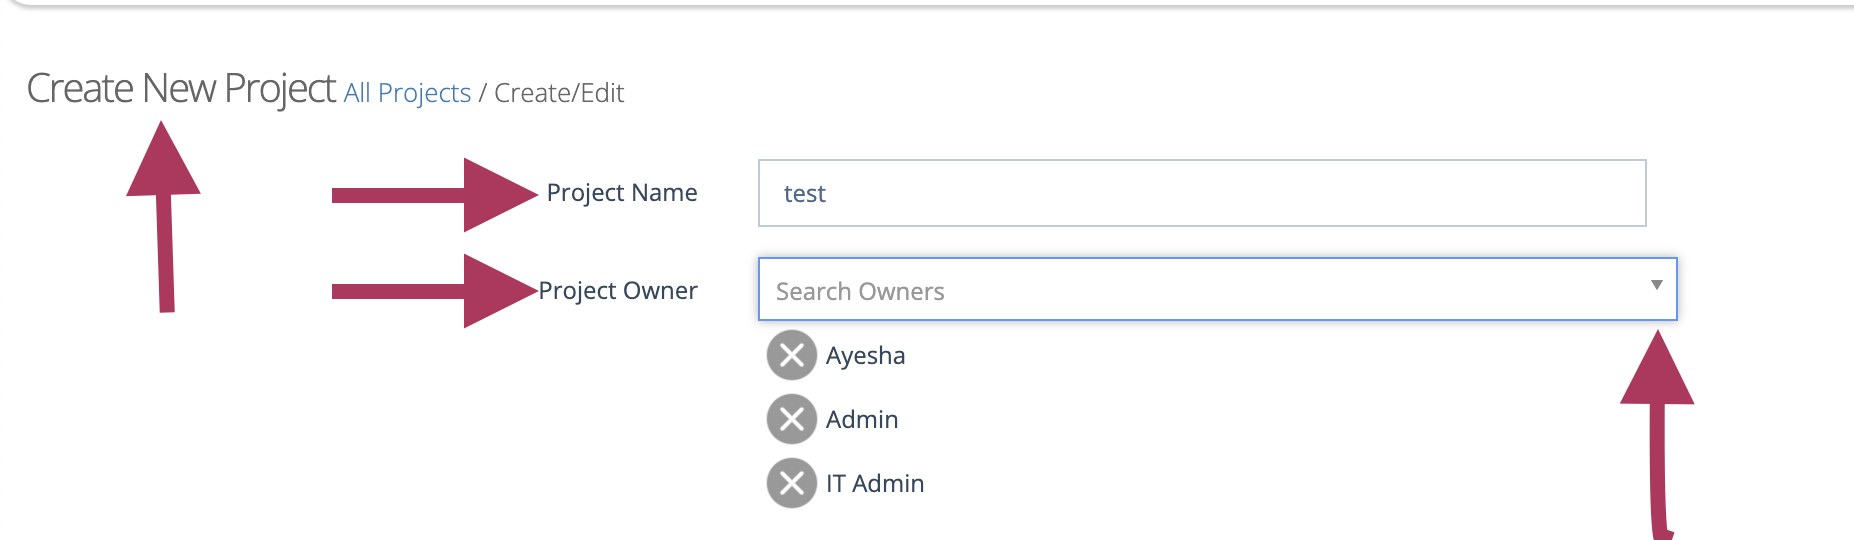 Create New Project All Projects / Create/Edit
Project Name test
Project Owner Search Owners
Ayesha
Admin
IT Admin